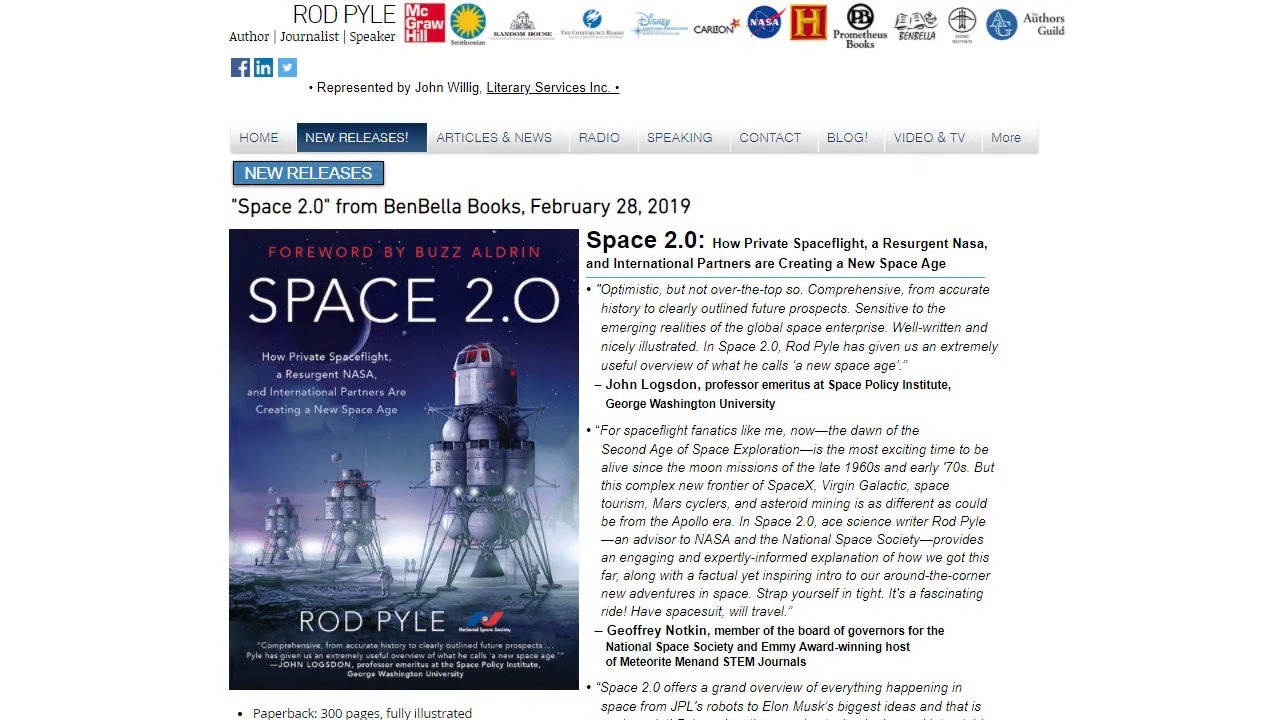 ROD PYLE
Author | Journalist | Speaker
Mc
Graw
Hill
Smithsonian
RANDOM HOUSE
THE CONFERENCE BOARD
Disney
CAREON
NASA
H
PB
Prometheus
Books
BENBELLA
ANDRE
DEUTSCH
AG
The
Authors
Guild
f in
• Represented by John Willig, Literary Services Inc. •
HOME NEW RELEASES! ARTICLES & NEWS RADIO SPEAKING CONTACT BLOG! VIDEO & TV More
NEW RELEASES
"Space 2.0" from BenBella Books, February 28, 2019
FOREWORD BY BUZZ ALDRIN
SPACE 2.0
How Private Spaceflight,
a Resurgent NASA,
and International Partners Are
Creating a New Space Age
8 40
ROD PYLE
National Space Society
“Comprehensive, from accurate history to clearly outlined future prospects ...
Pyle has given us an extremely useful overview of what he calls ‘a new space age.’”
—JOHN LOGSDON, professor emeritus at the Space Policy Institute,
George Washington University
• Paperback: 300 pages, fully illustrated
Space 2.0: How Private Spaceflight, a Resurgent Nasa,
and International Partners are Creating a New Space Age
• "Optimistic, but not over-the-top so. Comprehensive, from accurate
history to clearly outlined future prospects. Sensitive to the
emerging realities of the global space enterprise. Well-written and
nicely illustrated. In Space 2.0, Rod Pyle has given us an extremely
useful overview of what he calls ‘a new space age’.”
– John Logsdon, professor emeritus at Space Policy Institute,
George Washington University
• “For spaceflight fanatics like me, now—the dawn of the
Second Age of Space Exploration—is the most exciting time to be
alive since the moon missions of the late 1960s and early ’70s. But
this complex new frontier of SpaceX, Virgin Galactic, space
tourism, Mars cyclers, and asteroid mining is as different as could
be from the Apollo era. In Space 2.0, ace science writer Rod Pyle
—an advisor to NASA and the National Space Society—provides
an engaging and expertly-informed explanation of how we got this
far, along with a factual yet inspiring intro to our around-the-corner
new adventures in space. Strap yourself in tight. It's a fascinating
ride! Have spacesuit, will travel.”
– Geoffrey Notkin, member of the board of governors for the
National Space Society and Emmy Award-winning host
of Meteorite Menand STEM Journals
• “Space 2.0 offers a grand overview of everything happening in
space from JPL’s robots to Elon Musk’s biggest ideas and that is